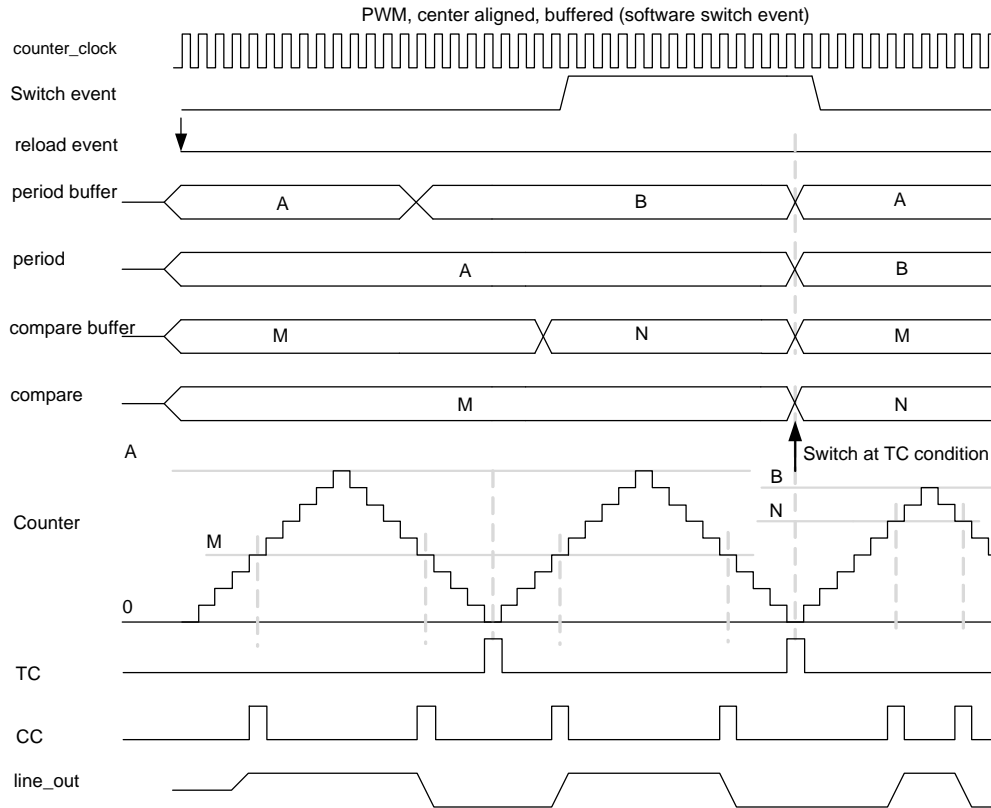 PWM, center aligned, buffered (software switch event)
counter_clock
Switch event
reload event
period buffer
A
B
A
period
A
B
compare buffer
M
N
M
compare
M
N
A
Switch at TC condition
B
Counter
N
M
0
TC
CC
line_out